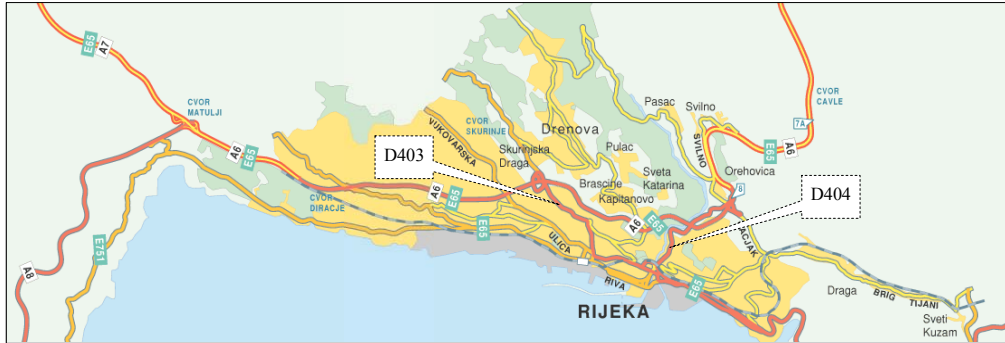 E65
A7
CVOR
MATULJI
A6
E65
A8
E751
CVOR
DIRACJE
VUKOVARSKA
CVOR
SKURINJE
Skurinjska
Draga
D403
A6
E65
E65
ULICA
RIVA
RIJEKA
Drenova
Pulac
Brascine
Kapitanovo
Sveta
Katarina
A6
E65
Pasac
Svilno
SVILNO
Orehovica
6
7A
CVOR
CAVLE
E65
A6
D404
E65
Draga
BRIG
TIJANI
Sveti
Kuzam